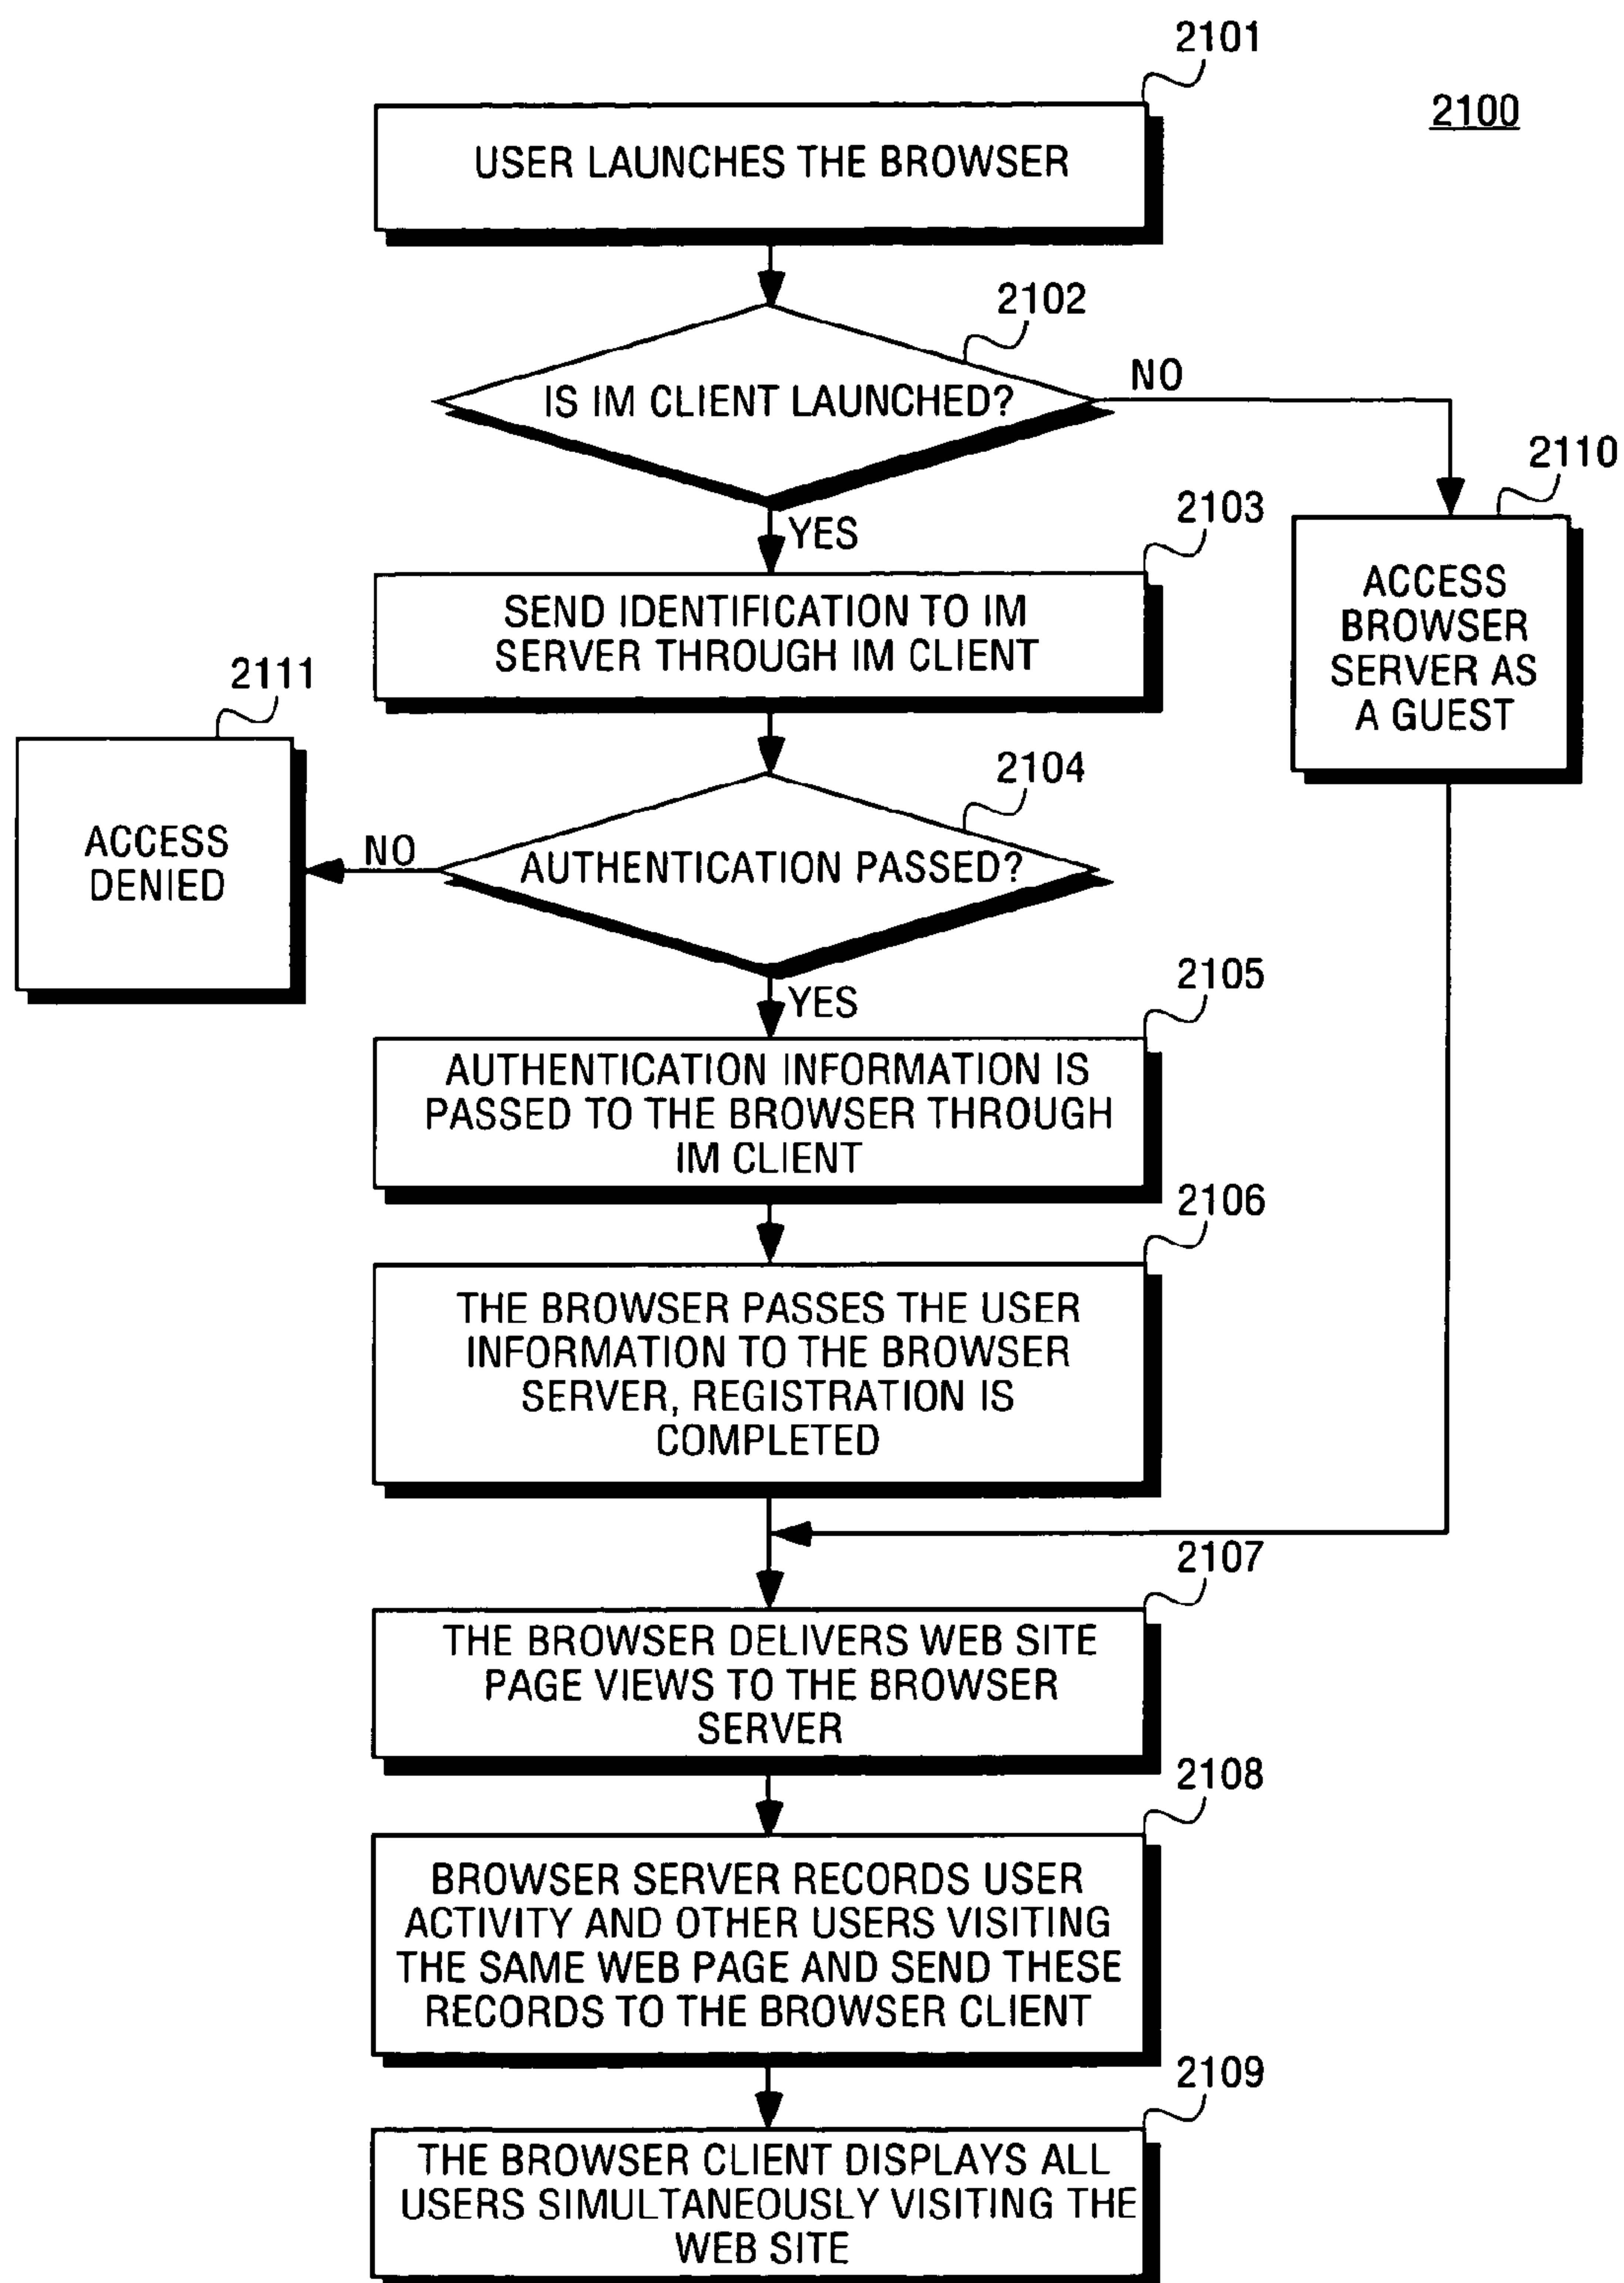 2101
2100
USER LAUNCHES THE BROWSER
2102
IS IM CLIENT LAUNCHED?
NO
2110
ACCESS
BROWSER
SERVER AS
A GUEST
YES
2103
SEND IDENTIFICATION TO IM
SERVER THROUGH IM CLIENT
2111
ACCESS
DENIED
NO
2104
AUTHENTICATION PASSED?
YES
2105
AUTHENTICATION INFORMATION IS
PASSED TO THE BROWSER THROUGH
IM CLIENT
2106
THE BROWSER PASSES THE USER
INFORMATION TO THE BROWSER
SERVER, REGISTRATION IS
COMPLETED
2107
THE BROWSER DELIVERS WEB SITE
PAGE VIEWS TO THE BROWSER
SERVER
2108
BROWSER SERVER RECORDS USER
ACTIVITY AND OTHER USERS VISITING
THE SAME WEB PAGE AND SEND THESE
RECORDS TO THE BROWSER CLIENT
2109
THE BROWSER CLIENT DISPLAYS ALL
USERS SIMULTANEOUSLY VISITING THE
WEB SITE